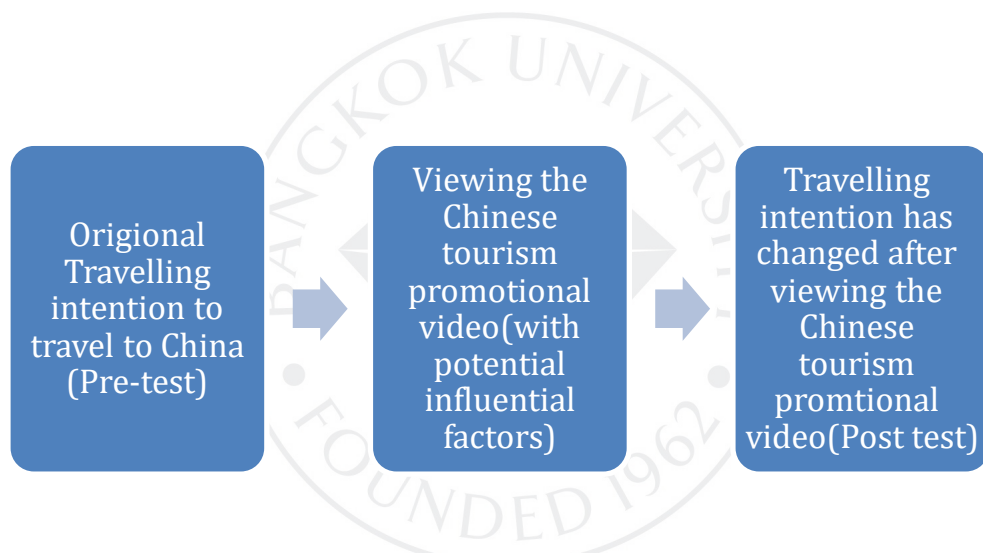 BANGKOK UNIVERSITY
Origional
Travelling
intention to
travel to China
(Pre-test)
Viewing the
Chinese
tourism
promotional
video(with
potential
influential
factors)
Travelling
intention has
changed after
viewing the
Chinese
tourism
promtional
video(Post test)
FOUNDED 1962